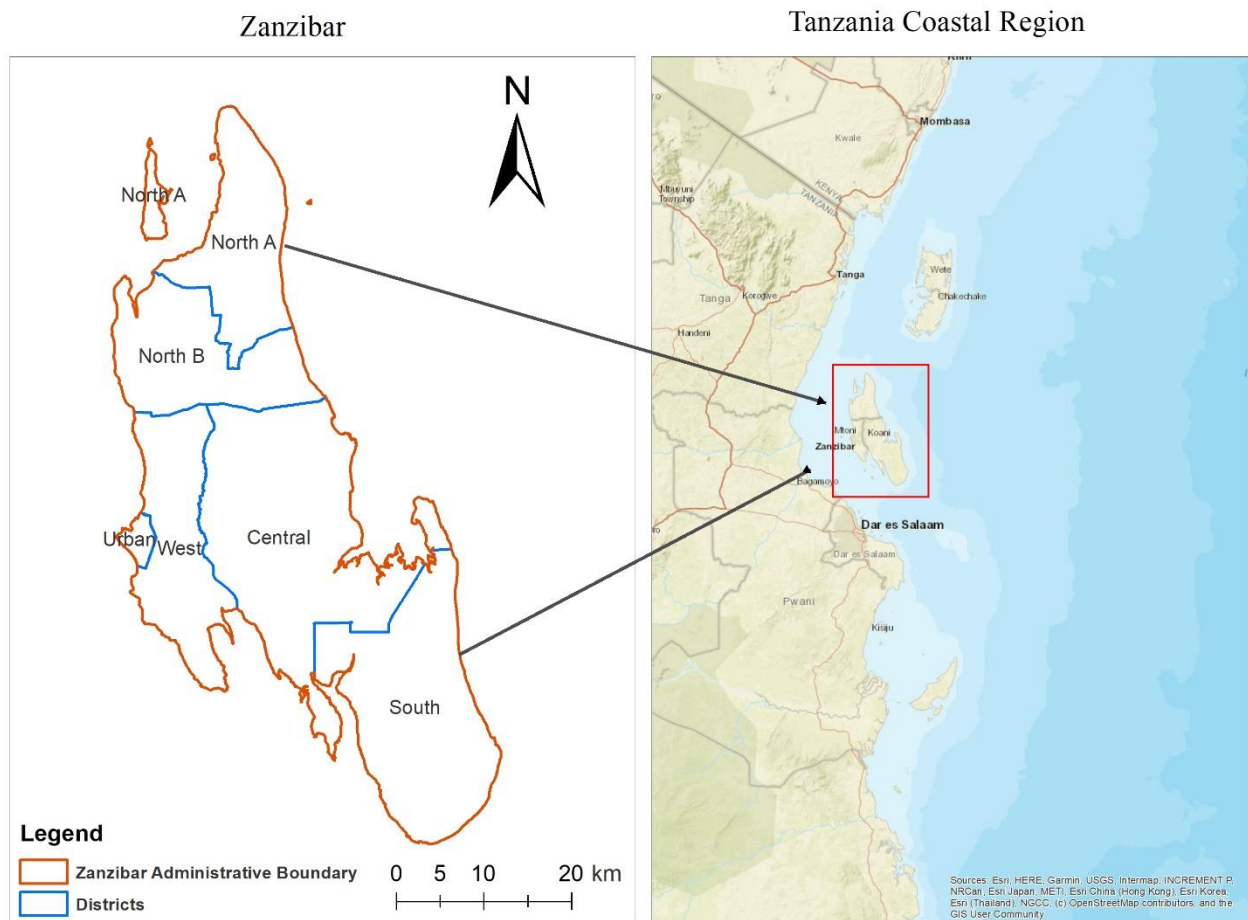 Zanzibar
Tanzania Coastal Region
N
North A
North A
North B
Urban
West
Central
South
Legend
Zanzibar Administrative Boundary
Districts
0 5 10 20 km
Mombasa
Kwale
KENYA
TANZANIA
Mbuyuni
Township
Tanga
Wete
Chakechake
Tanga
Korogwe
Handeni
Mtoni
Koani
Zanzibar
Bagamoyo
Dar es Salaam
Dar es Salaam
Pwani
Kisiju
Sources: Esri, HERE, Garmin, USGS, Intermap, INCREMENT P,
NRCan, Esri Japan, METI, Esri China (Hong Kong), Esri Korea,
Esri (Thailand), NGCC, (c) OpenStreetMap contributors, and the
GIS User Community